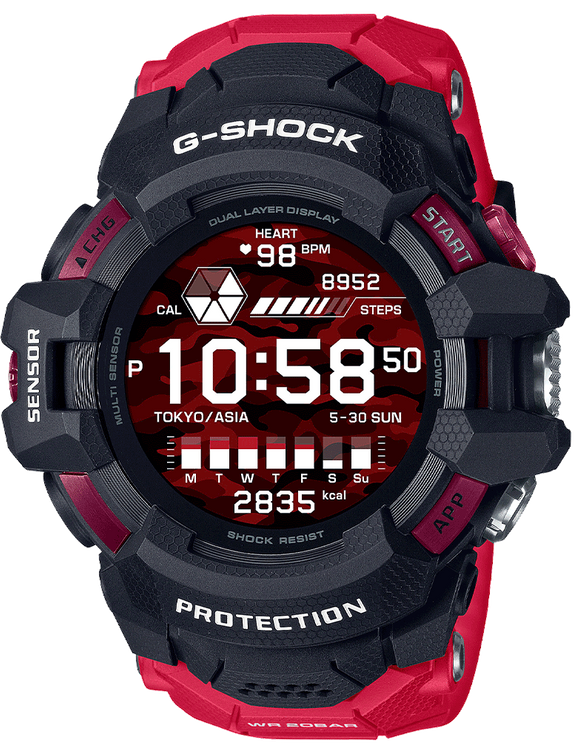 G-SHOCK
DUAL LAYER DISPLAY
ACHG
START
HEART
98 BPM
8952
CAL
STEPS
SENSOR
MULTI SENSOR
P 10:58 50
POWER
TOKYO/ASIA 5-30 SUN
M T W T F S Su
2835 kcal
APP
SHOCK RESIST
PROTECTION
WR 20BAR